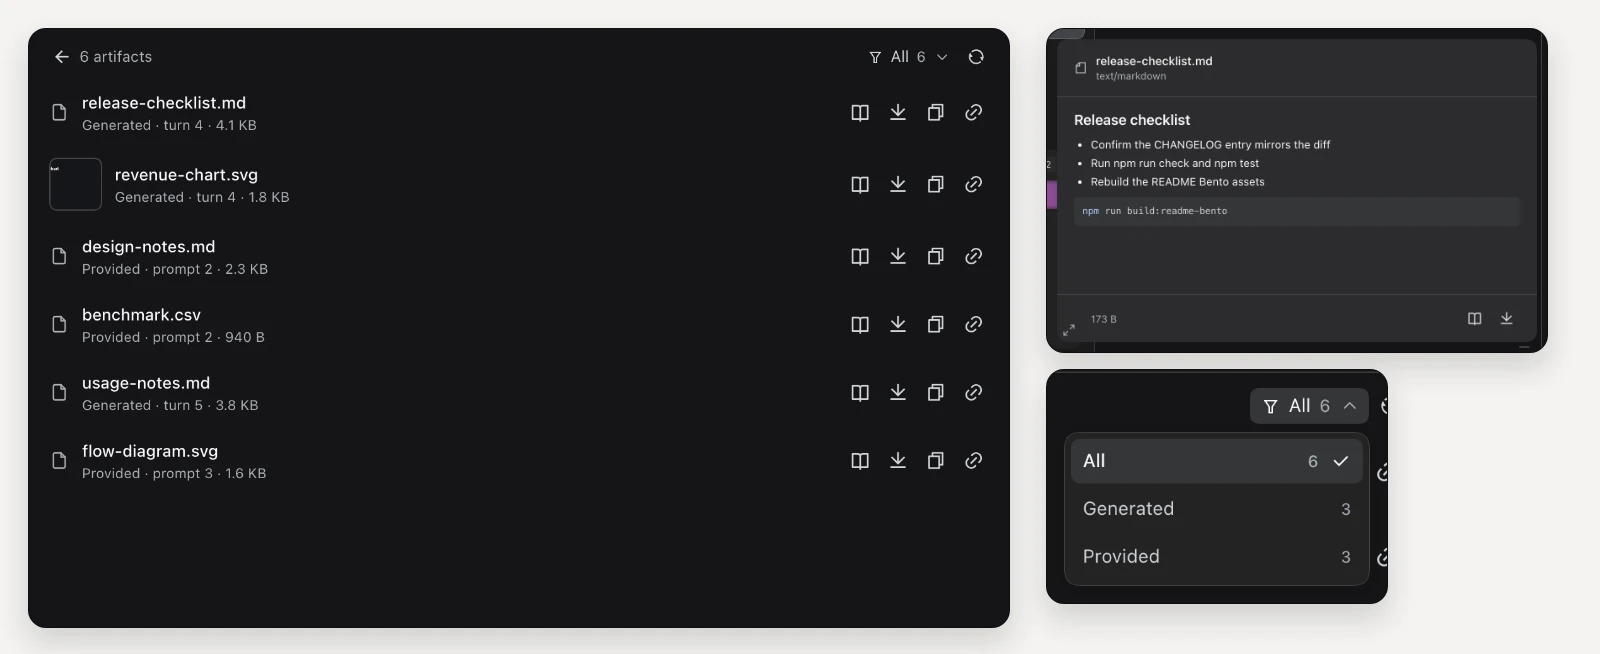 6 artifacts
All 6
release-checklist.md
Generated · turn 4 · 4.1 KB
revenue-chart.svg
Generated · turn 4 · 1.8 KB
design-notes.md
Provided · prompt 2 · 2.3 KB
benchmark.csv
Provided · prompt 2 · 940 B
usage-notes.md
Generated · turn 5 · 3.8 KB
flow-diagram.svg
Provided · prompt 3 · 1.6 KB
release-checklist.md
text/markdown
Release checklist
• Confirm the CHANGELOG entry mirrors the diff
• Run npm run check and npm test
• Rebuild the README Bento assets
npm run build:readme-bento
2
173 B
All 6
All 6
Generated 3
Provided 3